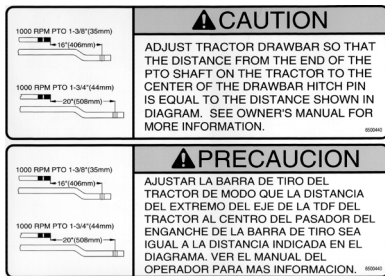 1000 RPM PTO 1-3/8"(35mm)
16"(406mm)
1000 RPM PTO 1-3/4"(44mm)
20"(508mm)
CAUTION
ADJUST TRACTOR DRAWBAR SO THAT
THE DISTANCE FROM THE END OF THE
PTO SHAFT ON THE TRACTOR TO THE
CENTER OF THE DRAWBAR HITCH PIN
IS EQUAL TO THE DISTANCE SHOWN IN
DIAGRAM. SEE OWNER'S MANUAL FOR
MORE INFORMATION.
6500443
1000 RPM PTO 1-3/8"(35mm)
16"(406mm)
1000 RPM PTO 1-3/4"(44mm)
20"(508mm)
PRECAUCION
AJUSTAR LA BARRA DE TIRO DEL
TRACTOR DE MODO QUE LA DISTANCIA
DEL EXTREMO DEL EJE DE LA TDF DEL
TRACTOR AL CENTRO DEL PASADOR DEL
ENGANCHE DE LA BARRA DE TIRO SEA
IGUAL A LA DISTANCIA INDICADA EN EL
DIAGRAMA. VER EL MANUAL DEL
OPERADOR PARA MAS INFORMACION.
6500443